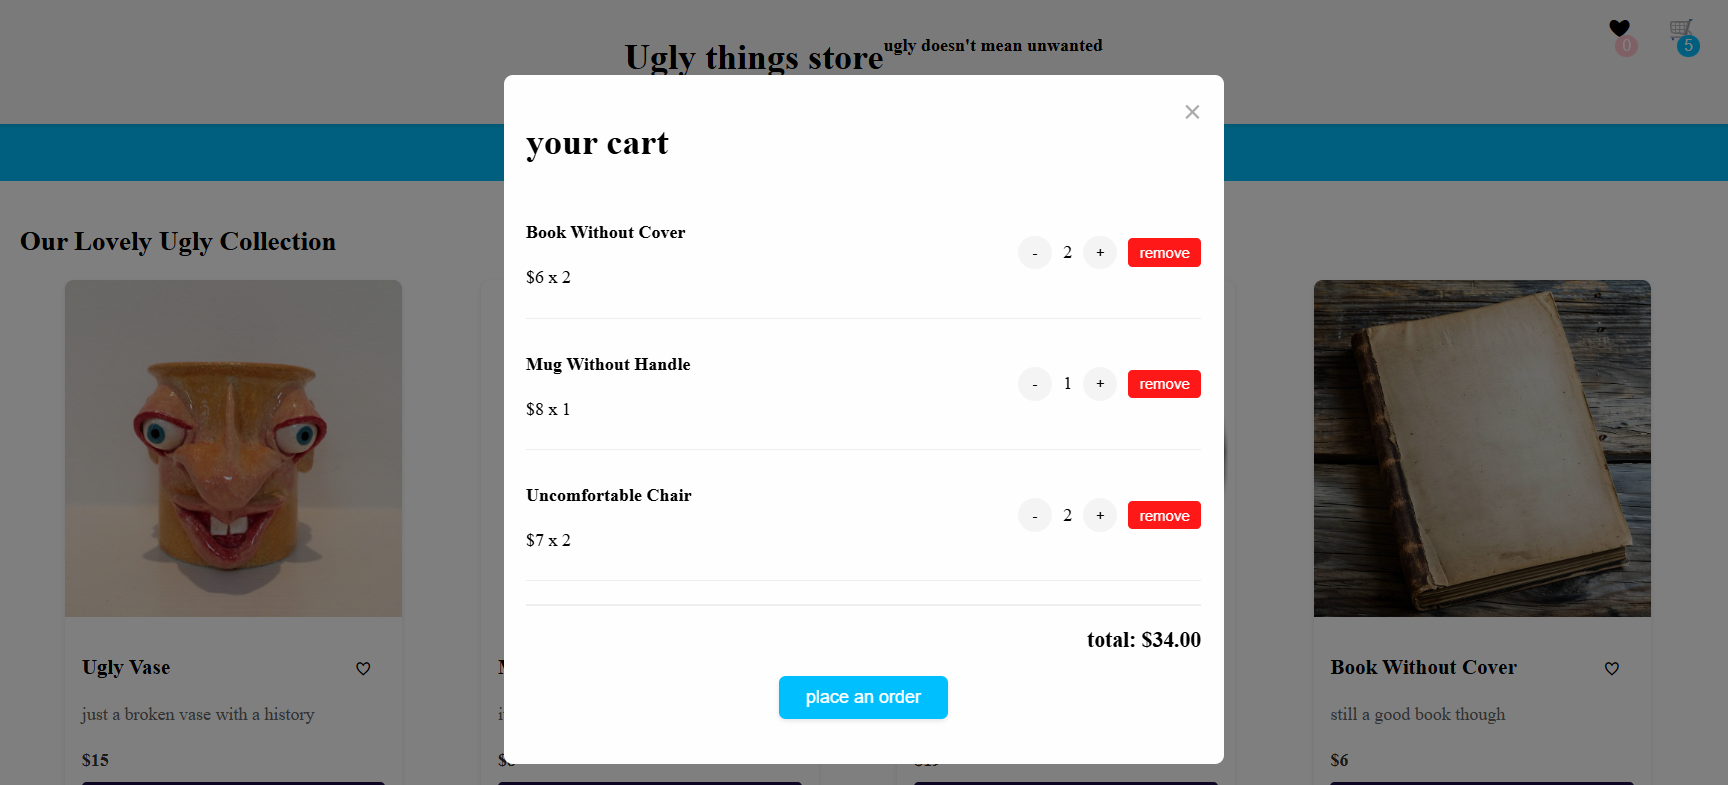 Ugly things store ugly doesn't mean unwanted
0
5
your cart
×
Book Without Cover
$6 x 2
- 2 + remove
Mug Without Handle
$8 x 1
- 1 + remove
Uncomfortable Chair
$7 x 2
- 2 + remove
total: $34.00
place an order
Our Lovely Ugly Collection
Ugly Vase
just a broken vase with a history
$15
Book Without Cover
still a good book though
$6